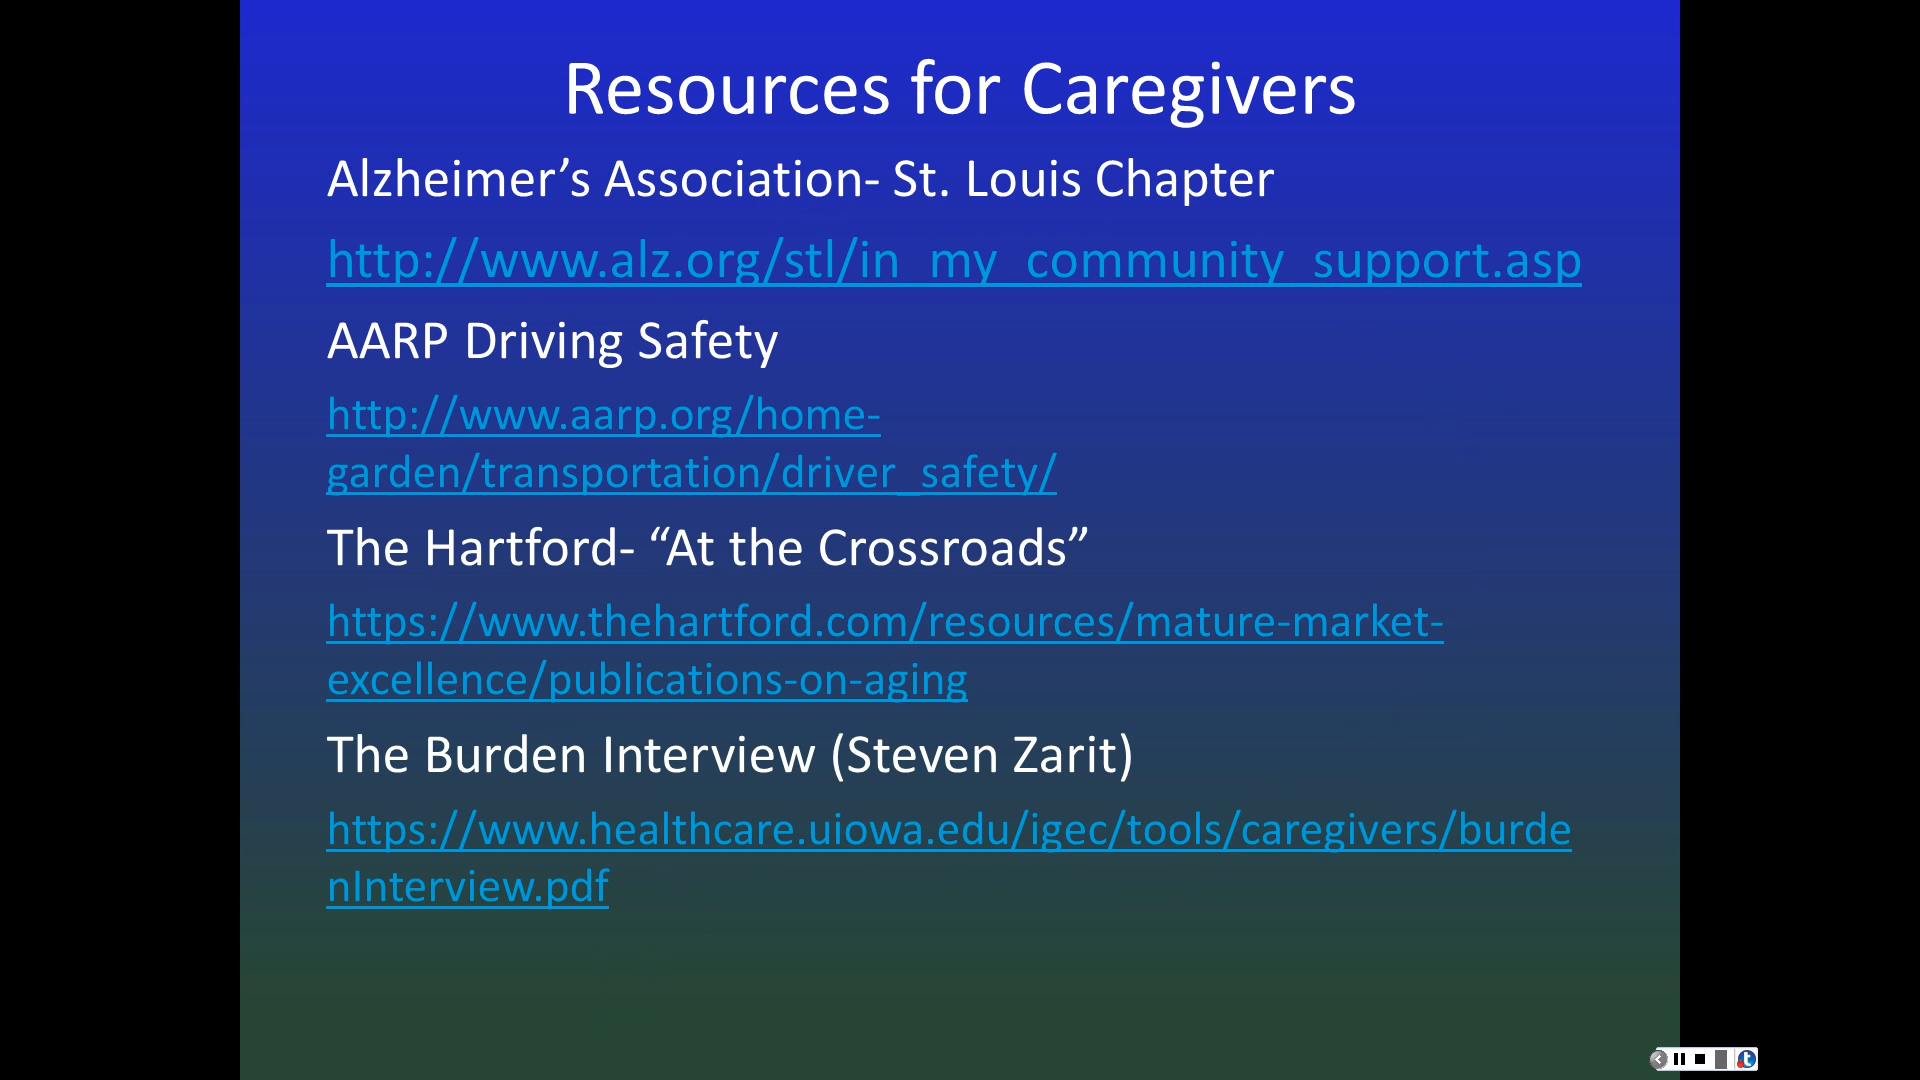 Resources for Caregivers
Alzheimer’s Association- St. Louis Chapter
http://www.alz.org/stl/in_my_community_support.asp
AARP Driving Safety
http://www.aarp.org/home-
garden/transportation/driver_safety/
The Hartford- “At the Crossroads”
https://www.thehartford.com/resources/mature-market-
excellence/publications-on-aging
The Burden Interview (Steven Zarit)
https://www.healthcare.uiowa.edu/igec/tools/caregivers/burde
nInterview.pdf
t